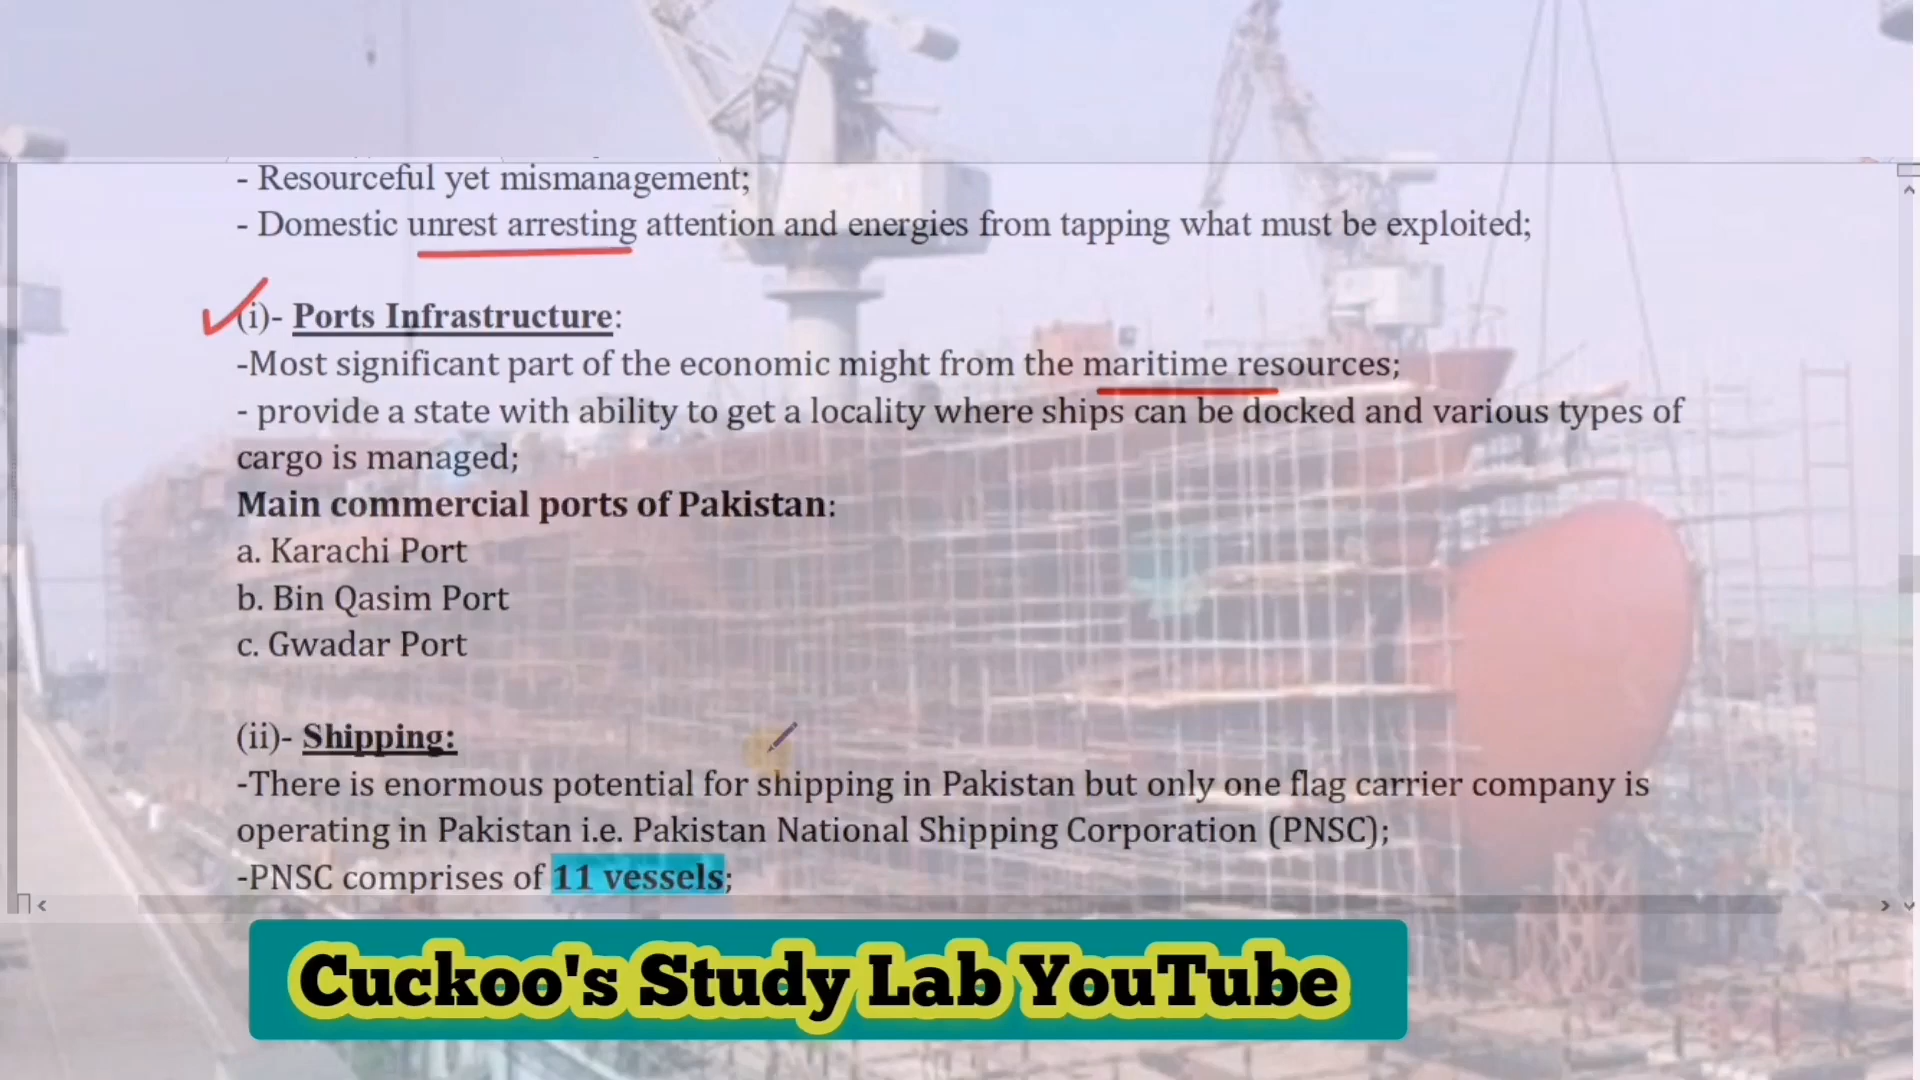 - Resourceful yet mismanagement;
- Domestic unrest arresting attention and energies from tapping what must be exploited;
(i)- Ports Infrastructure:
-Most significant part of the economic might from the maritime resources;
- provide a state with ability to get a locality where ships can be docked and various types of
cargo is managed;
Main commercial ports of Pakistan:
a. Karachi Port
b. Bin Qasim Port
c. Gwadar Port
(ii)- Shipping:
-There is enormous potential for shipping in Pakistan but only one flag carrier company is
operating in Pakistan i.e. Pakistan National Shipping Corporation (PNSC);
-PNSC comprises of 11 vessels;
Cuckoo's Study Lab YouTube